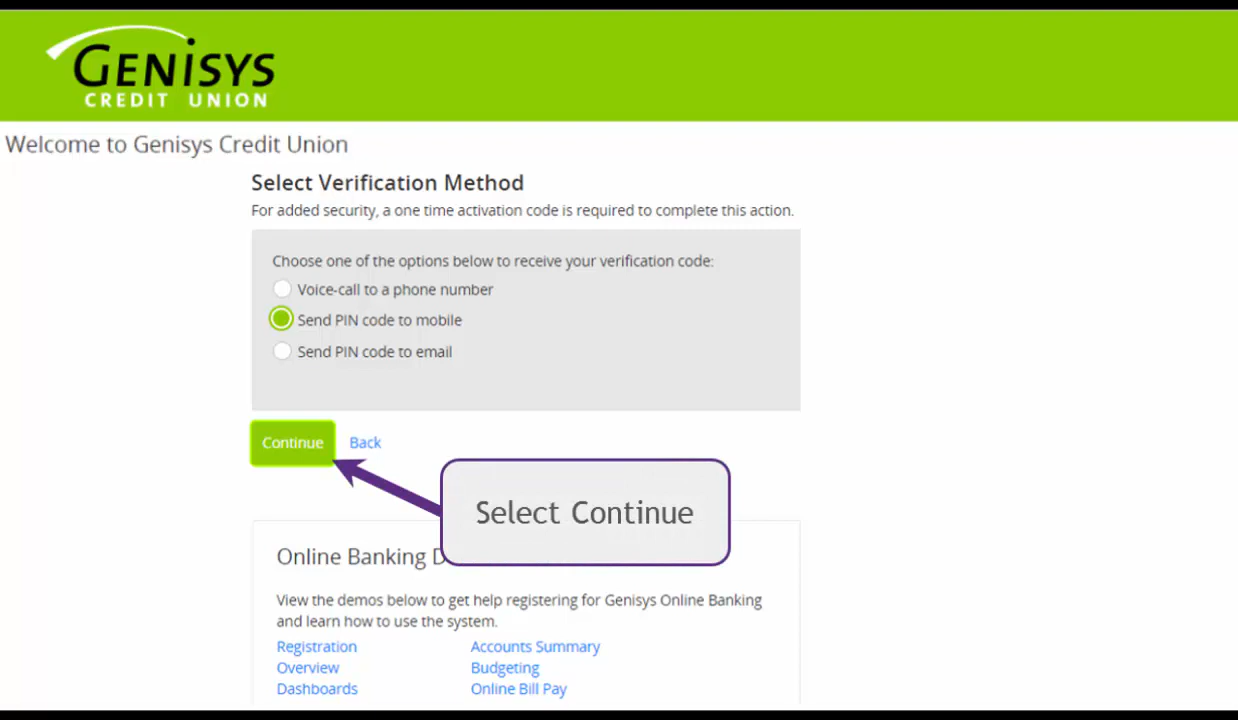 GENiSYS
CREDIT UNION
Welcome to Genisys Credit Union
Select Verification Method
For added security, a one time activation code is required to complete this action.
Choose one of the options below to receive your verification code:
Voice-call to a phone number
Send PIN code to mobile
Send PIN code to email
Continue Back
Select Continue
Online Banking D
View the demos below to get help registering for Genisys Online Banking
and learn how to use the system.
Registration Accounts Summary
Overview Budgeting
Dashboards Online Bill Pay